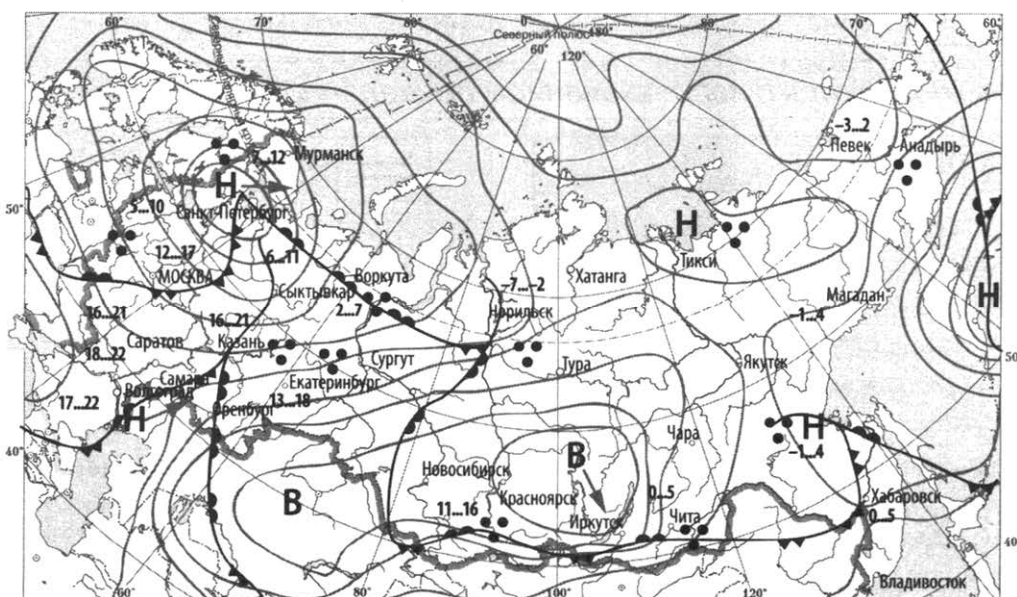 60°
70°
80°
0
180°
70°
60°
Северный полюс
60°
120°
–3...2
Певек
Анадырь
7...12
Мурманск
50°
Н
5...10
Санкт-Петербург
Н
12...17
6...11
Тикси
МОСКВА
Воркута
Хатанга
Н
Сыктывкар
–7...–2
Магадан
2...7
Норильск
–1...4
16...21
16...21
Саратов
Казань
18...22
Сургут
Тура
Якутск
50°
Самара
Екатеринбург
Волгоград
13...18
17...22
Н
Оренбург
Н
Чара
–1...4
40°
В
Новосибирск
В
Красноярск
0...5
Хабаровск
11...16
0...5
Иркутск
Чита
40°
Владивосток
60°
80°
100°
120°